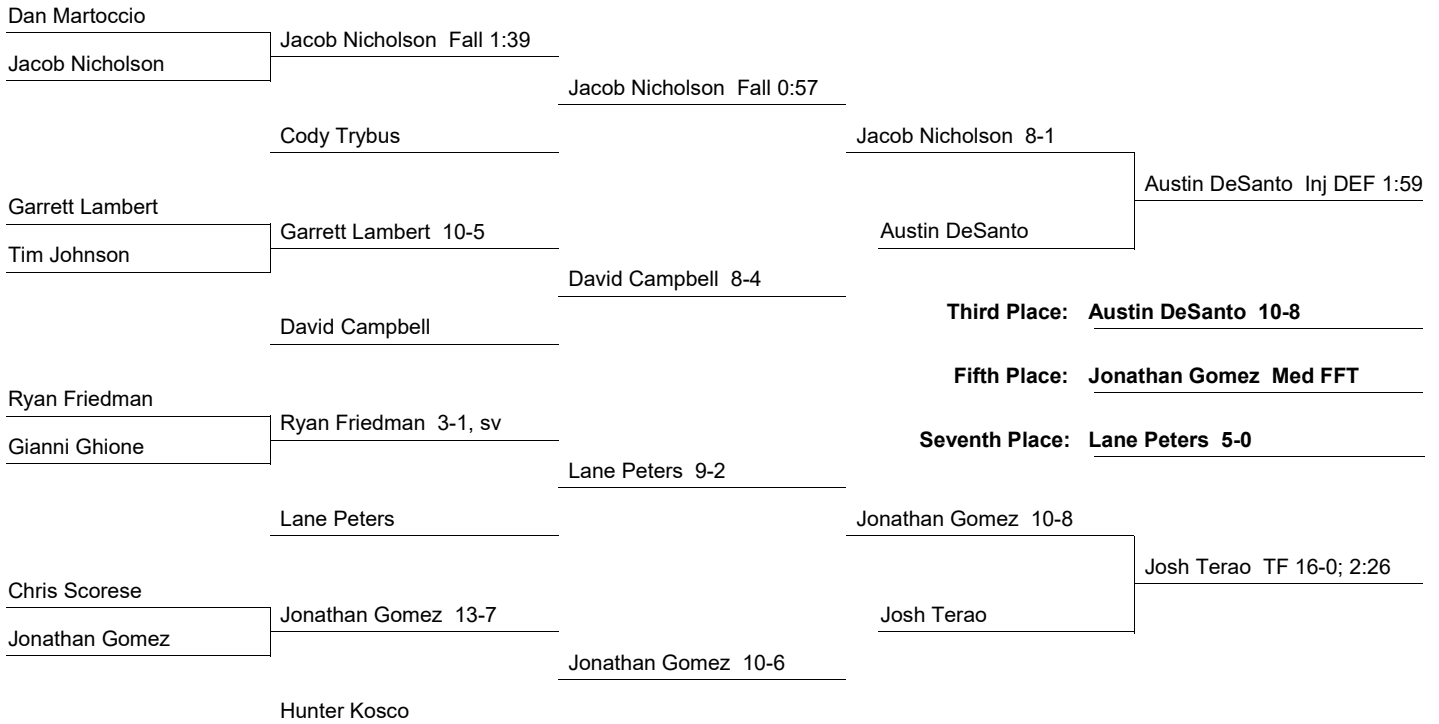 Dan Martoccio
Jacob Nicholson Fall 1:39
Jacob Nicholson
Jacob Nicholson Fall 0:57
Cody Trybus
Jacob Nicholson 8-1
Austin DeSanto Inj DEF 1:59
Garrett Lambert
Garrett Lambert 10-5
Austin DeSanto
Tim Johnson
David Campbell 8-4
Third Place: Austin DeSanto 10-8
David Campbell
Fifth Place: Jonathan Gomez Med FFT
Ryan Friedman
Ryan Friedman 3-1, sv
Seventh Place: Lane Peters 5-0
Gianni Ghione
Lane Peters 9-2
Lane Peters
Jonathan Gomez 10-8
Josh Terao TF 16-0; 2:26
Chris Scorese
Jonathan Gomez 13-7
Josh Terao
Jonathan Gomez
Jonathan Gomez 10-6
Hunter Kosco